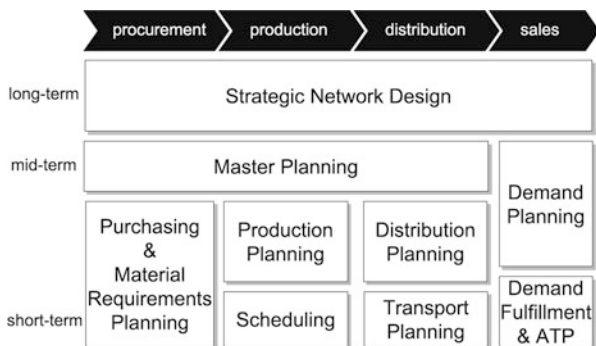 procurement production distribution sales
long-term
Strategic Network Design
mid-term
Master Planning
Demand
Planning
Purchasing
&
Material
Requirements
Planning
Production
Planning
Distribution
Planning
short-term
Scheduling
Transport
Planning
Demand
Fulfillment
& ATP